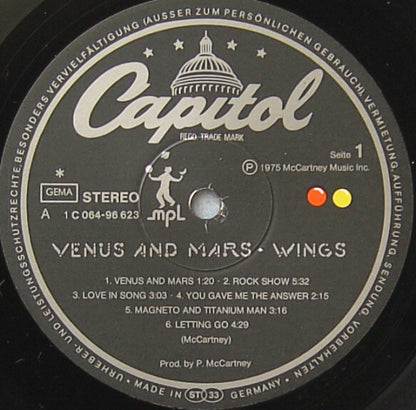 URHEBER- UND LEISTUNGSSCHUTZRECHTE, BESONDERS VERVIELFÄLTIGUNG (AUSSER ZUM PERSÖNLICHEN GEBRAUCH), VERMIETUNG, AUFFÜHRUNG, SENDUNG, VORBEHALTEN
Capitol
REGD TRADE MARK
Seite 1
Ⓟ 1975 McCartney Music Inc.
*
GEMA STEREO
A 1 C 064-96 623
mpL
VENUS AND MARS · WINGS
1. VENUS AND MARS 1:20 · 2. ROCK SHOW 5:32
3. LOVE IN SONG 3:03 · 4. YOU GAVE ME THE ANSWER 2:15
5. MAGNETO AND TITANIUM MAN 3:16
6. LETTING GO 4:29
(McCartney)
Prod. by P. McCartney
MADE IN ST 33 GERMANY